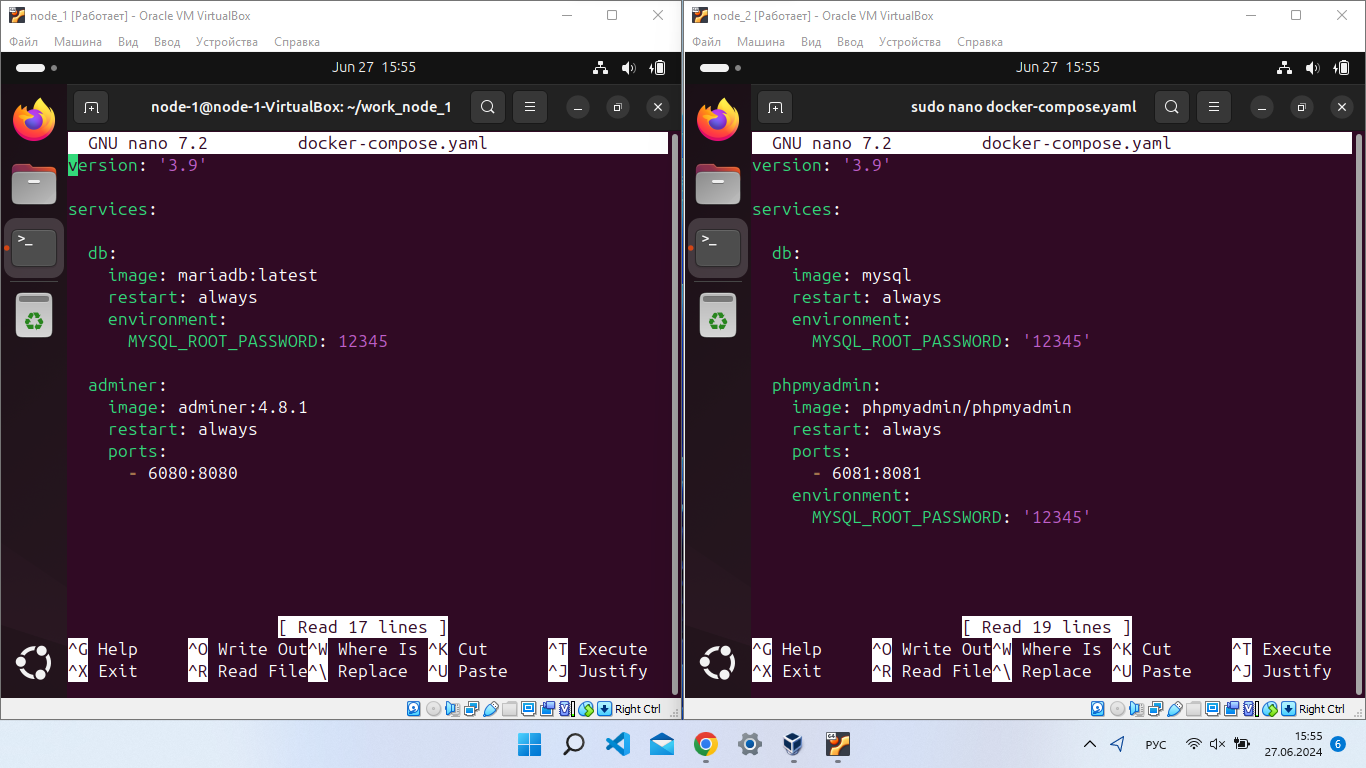 node_1 [Работает] - Oracle VM VirtualBox
Файл Машина Вид Ввод Устройства Справка
Jun 27 15:55
node-1@node-1-VirtualBox: ~/work_node_1
GNU nano 7.2 docker-compose.yaml
version: '3.9'
services:
db:
image: mariadb:latest
restart: always
environment:
MYSQL_ROOT_PASSWORD: 12345
adminer:
image: adminer:4.8.1
restart: always
ports:
- 6080:8080
[ Read 17 lines ]
^G Help ^O Write Out ^W Where Is ^K Cut ^T Execute
^X Exit ^R Read File ^\ Replace ^U Paste ^J Justify
Right Ctrl
node_2 [Работает] - Oracle VM VirtualBox
Файл Машина Вид Ввод Устройства Справка
Jun 27 15:55
sudo nano docker-compose.yaml
GNU nano 7.2 docker-compose.yaml
version: '3.9'
services:
db:
image: mysql
restart: always
environment:
MYSQL_ROOT_PASSWORD: '12345'
phpmyadmin:
image: phpmyadmin/phpmyadmin
restart: always
ports:
- 6081:8081
environment:
MYSQL_ROOT_PASSWORD: '12345'
[ Read 19 lines ]
^G Help ^O Write Out ^W Where Is ^K Cut ^T Execute
^X Exit ^R Read File ^\ Replace ^U Paste ^J Justify
Right Ctrl
РУС
15:55
27.06.2024
6